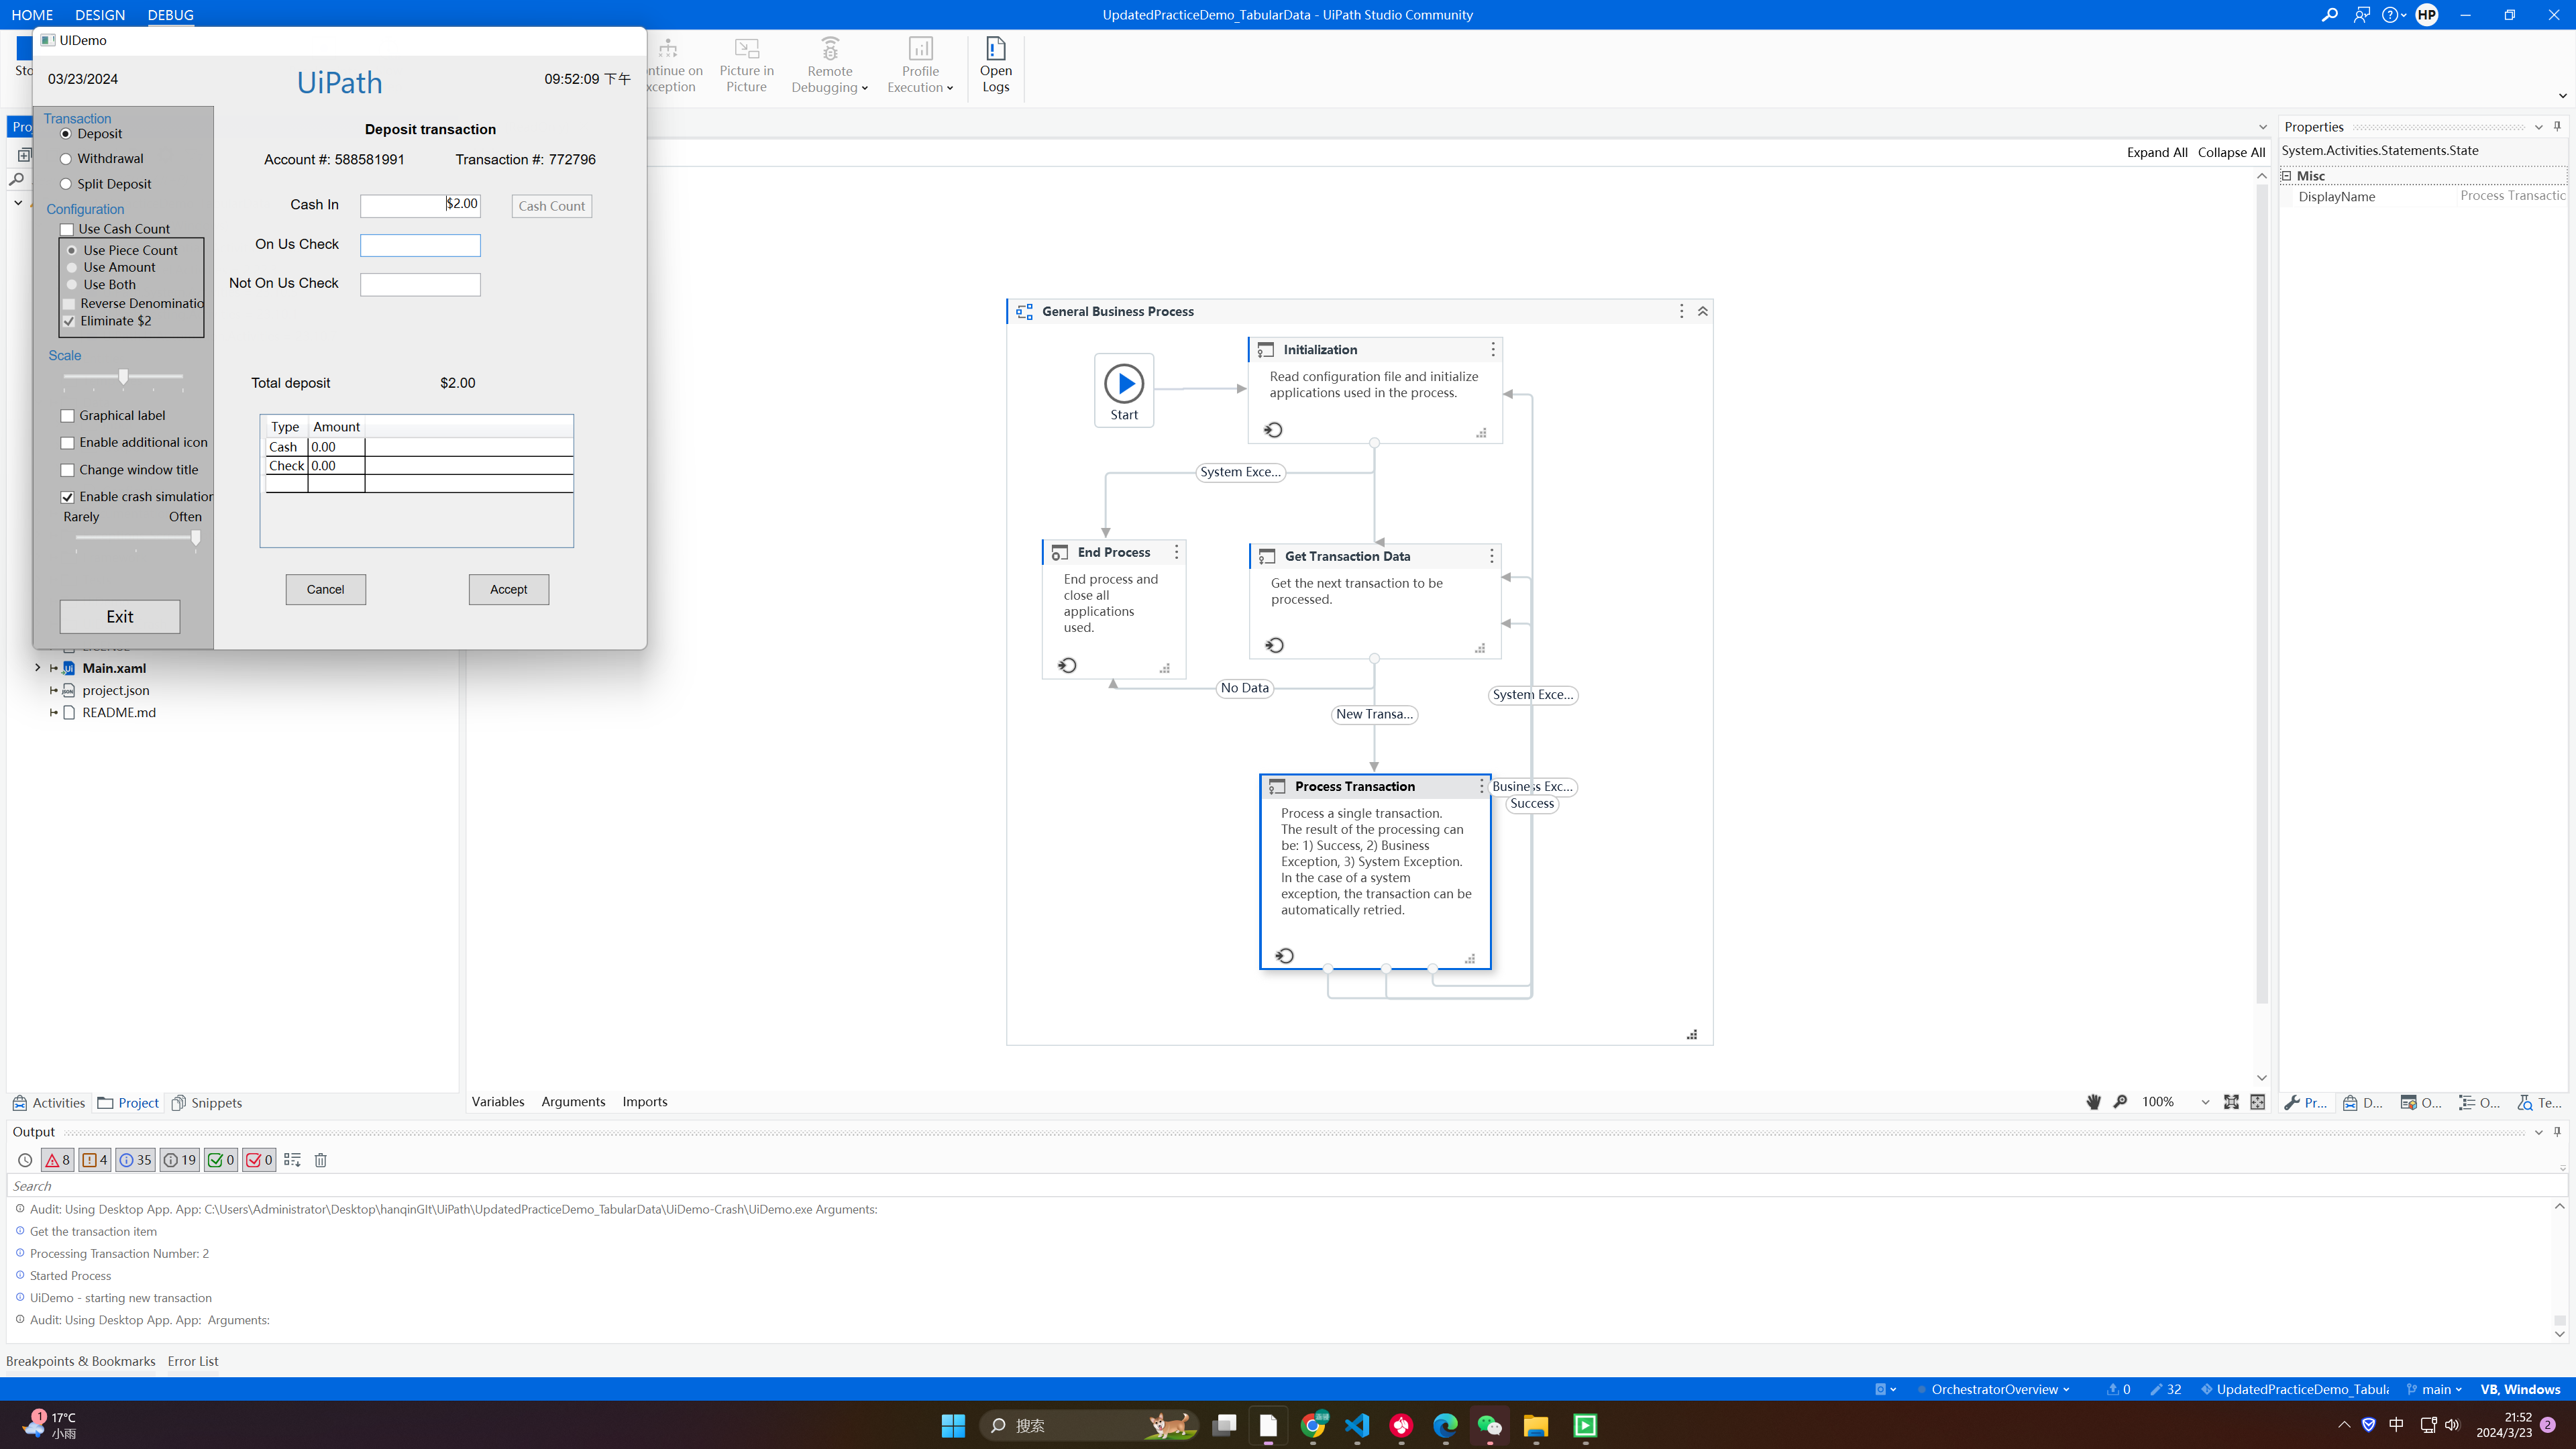 HOME DESIGN DEBUG
UpdatedPracticeDemo_TabularData - UiPath Studio Community
HP
UIDemo
Picture in
Picture
Remote
Debugging
Profile
Execution
Open
Logs
03/23/2024
UiPath
09:52:09 下午
Transaction
Deposit
Withdrawal
Split Deposit
Configuration
Use Cash Count
Use Piece Count
Use Amount
Use Both
Reverse Denominatio
Eliminate $2
Scale
Graphical label
Enable additional icon
Change window title
Enable crash simulation
Rarely Often
Exit
Deposit transaction
Account #: 588581991 Transaction #: 772796
Cash In $2.00 Cash Count
On Us Check
Not On Us Check
Total deposit $2.00
Type Amount
Cash 0.00
Check 0.00
Cancel Accept
Main.xaml
project.json
README.md
Activities Project Snippets
Expand All Collapse All
General Business Process
Start
Initialization
Read configuration file and initialize
applications used in the process.
System Exce...
End Process
End process and
close all
applications
used.
Get Transaction Data
Get the next transaction to be
processed.
No Data
New Transa...
System Exce...
Process Transaction
Business Exc...
Success
Process a single transaction.
The result of the processing can
be: 1) Success, 2) Business
Exception, 3) System Exception.
In the case of a system
exception, the transaction can be
automatically retried.
Variables Arguments Imports
100%
Properties
System.Activities.Statements.State
Misc
DisplayName Process Transactic
Pr... D... O... O... Te...
Output
8 4 35 19 0 0
Search
Audit: Using Desktop App. App: C:\Users\Administrator\Desktop\hanqinGIt\UiPath\UpdatedPracticeDemo_TabularData\UiDemo-Crash\UiDemo.exe Arguments:
Get the transaction item
Processing Transaction Number: 2
Started Process
UiDemo - starting new transaction
Audit: Using Desktop App. App:  Arguments:
Breakpoints & Bookmarks Error List
OrchestratorOverview 0 32 UpdatedPracticeDemo_Tabula main VB, Windows
1
17°C
小雨
搜索
中
21:52
2024/3/23
2